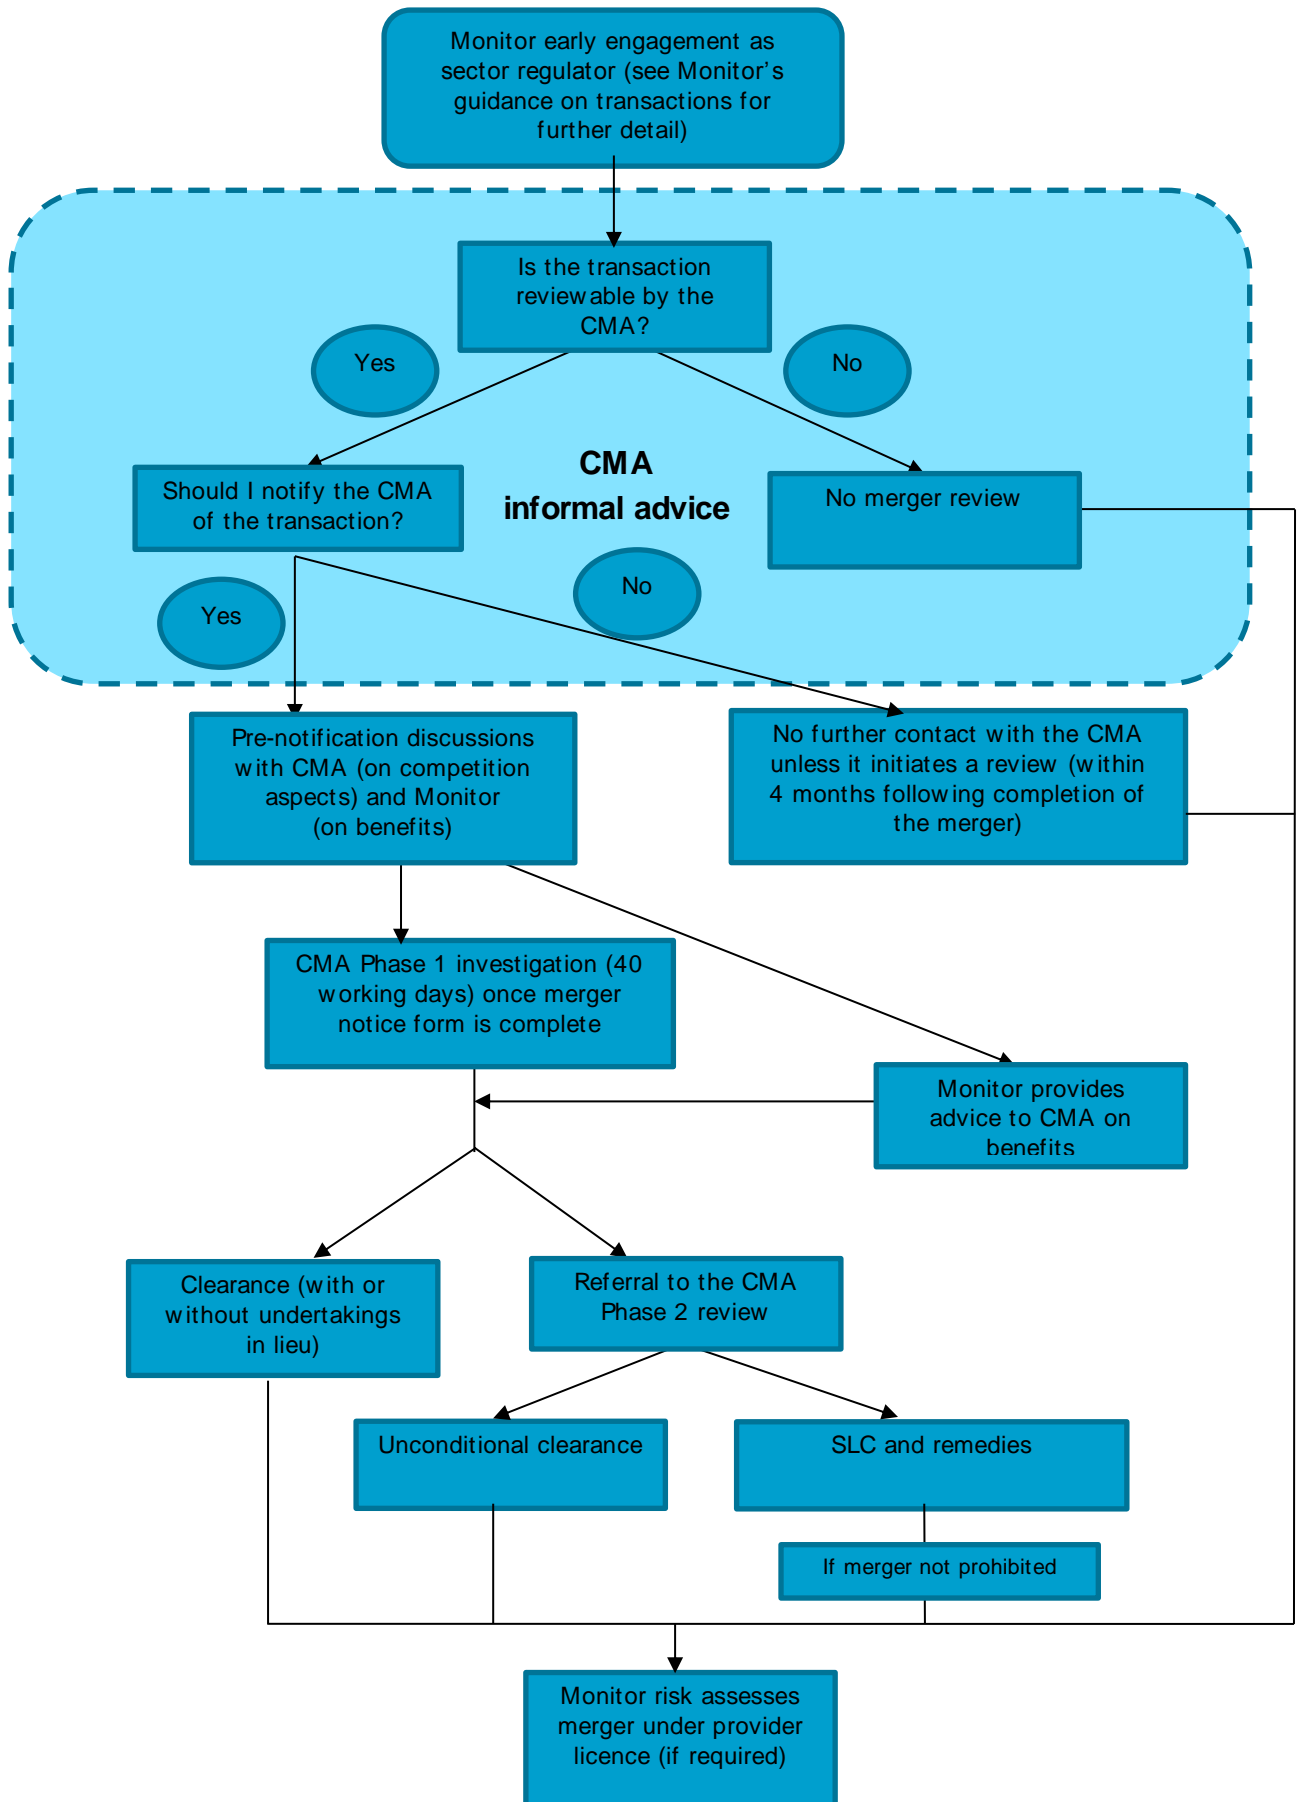 Monitor early engagement as
sector regulator (see Monitor's
guidance on transactions for
further detail)
Is the transaction
reviewable by the
CMA?
Yes
No
Should I notify the CMA
of the transaction?
CMA
informal advice
No merger review
Yes
No
Pre-notification discussions
with CMA (on competition
aspects) and Monitor
(on benefits)
No further contact with the CMA
unless it initiates a review (within
4 months following completion of
the merger)
CMA Phase 1 investigation (40
working days) once merger
notice form is complete
Monitor provides
advice to CMA on
benefits
Clearance (with or
without undertakings
in lieu)
Referral to the CMA
Phase 2 review
Unconditional clearance
SLC and remedies
If merger not prohibited
Monitor risk assesses
merger under provider
licence (if required)